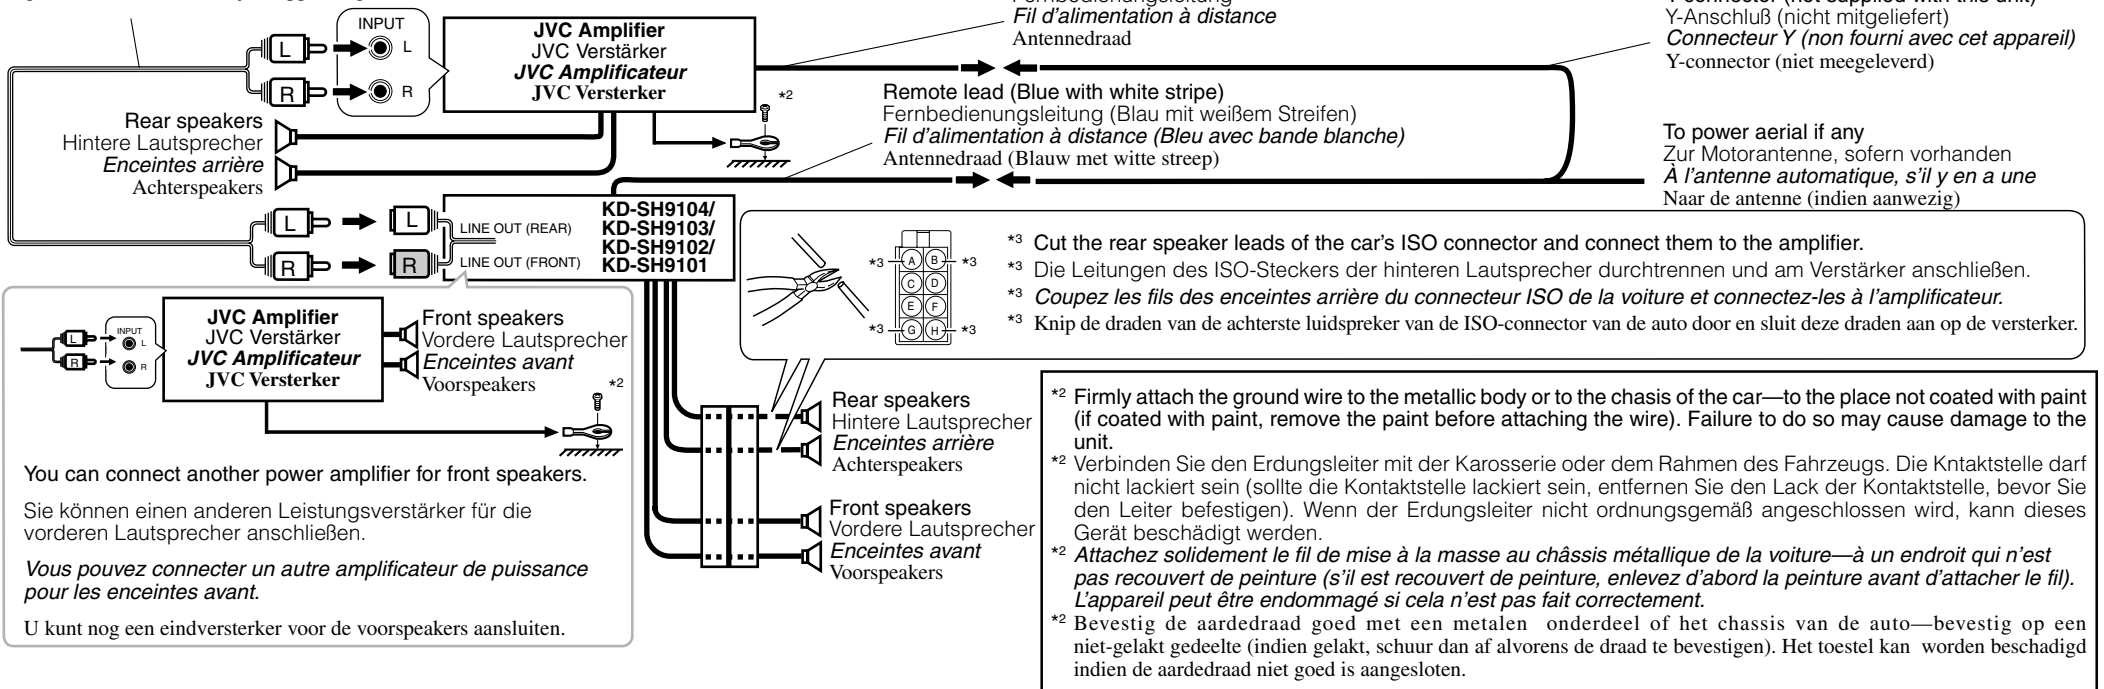 Fil d'alimentation à distance
Antennedraad
Y-Anschluß (nicht mitgeliefert)
Connecteur Y (non fourni avec cet appareil)
Y-connector (niet meegeleverd)
INPUT
L
R
L
R
JVC Amplifier
JVC Verstärker
JVC Amplificateur
JVC Versterker
*2
Rear speakers
Hintere Lautsprecher
Enceintes arrière
Achterspeakers
Remote lead (Blue with white stripe)
Fernbedienungsleitung (Blau mit weißem Streifen)
Fil d'alimentation à distance (Bleu avec bande blanche)
Antennedraad (Blauw met witte streep)
To power aerial if any
Zur Motorantenne, sofern vorhanden
À l'antenne automatique, s'il y en a une
Naar de antenne (indien aanwezig)
L
L
R
R
LINE OUT (REAR)
LINE OUT (FRONT)
KD-SH9104/
KD-SH9103/
KD-SH9102/
KD-SH9101
*3 A B *3
C D
E F
*3 G H *3
*3 Cut the rear speaker leads of the car's ISO connector and connect them to the amplifier.
*3 Die Leitungen des ISO-Steckers der hinteren Lautsprecher durchtrennen und am Verstärker anschließen.
*3 Coupez les fils des enceintes arrière du connecteur ISO de la voiture et connectez-les à l'amplificateur.
*3 Knip de draden van de achterste luidspreker van de ISO-connector van de auto door en sluit deze draden aan op de versterker.
L
R
INPUT
L
R
JVC Amplifier
JVC Verstärker
JVC Amplificateur
JVC Versterker
Front speakers
Vordere Lautsprecher
Enceintes avant
Voorspeakers
*2
You can connect another power amplifier for front speakers.
Sie können einen anderen Leistungsverstärker für die
vorderen Lautsprecher anschließen.
Vous pouvez connecter un autre amplificateur de puissance
pour les enceintes avant.
U kunt nog een eindversterker voor de voorspeakers aansluiten.
Rear speakers
Hintere Lautsprecher
Enceintes arrière
Achterspeakers
Front speakers
Vordere Lautsprecher
Enceintes avant
Voorspeakers
*2 Firmly attach the ground wire to the metallic body or to the chasis of the car—to the place not coated with paint
(if coated with paint, remove the paint before attaching the wire). Failure to do so may cause damage to the
unit.
*2 Verbinden Sie den Erdungsleiter mit der Karosserie oder dem Rahmen des Fahrzeugs. Die Kntaktstelle darf
nicht lackiert sein (sollte die Kontaktstelle lackiert sein, entfernen Sie den Lack der Kontaktstelle, bevor Sie
den Leiter befestigen). Wenn der Erdungsleiter nicht ordnungsgemäß angeschlossen wird, kann dieses
Gerät beschädigt werden.
*2 Attachez solidement le fil de mise à la masse au châssis métallique de la voiture—à un endroit qui n'est
pas recouvert de peinture (s'il est recouvert de peinture, enlevez d'abord la peinture avant d'attacher le fil).
L'appareil peut être endommagé si cela n'est pas fait correctement.
*2 Bevestig de aardedraad goed met een metalen onderdeel of het chassis van de auto—bevestig op een
niet-gelakt gedeelte (indien gelakt, schuur dan af alvorens de draad te bevestigen). Het toestel kan worden beschadigd
indien de aardedraad niet goed is aangesloten.